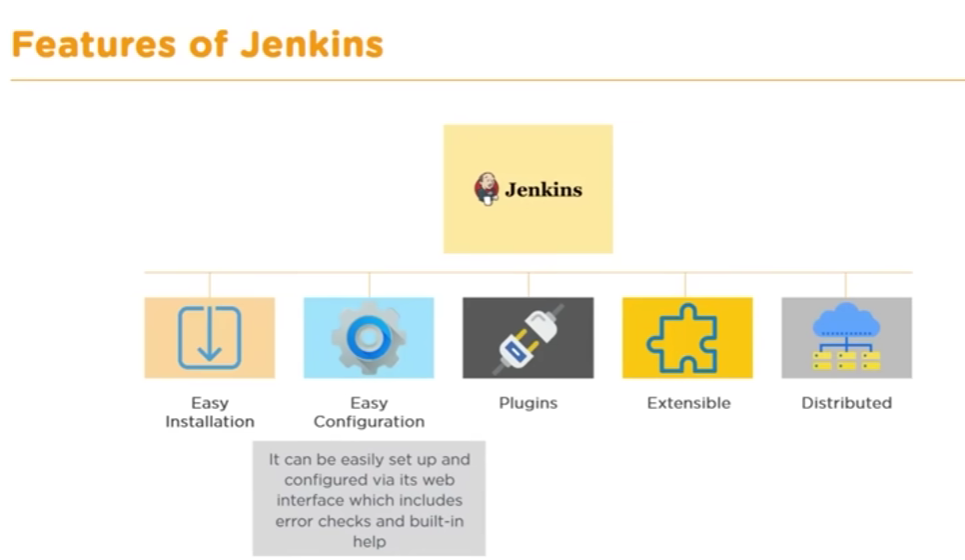 Features of Jenkins
Jenkins
Easy
Installation
Easy
Configuration
Plugins
Extensible
Distributed
It can be easily set up and
configured via its web
interface which includes
error checks and built-in
help